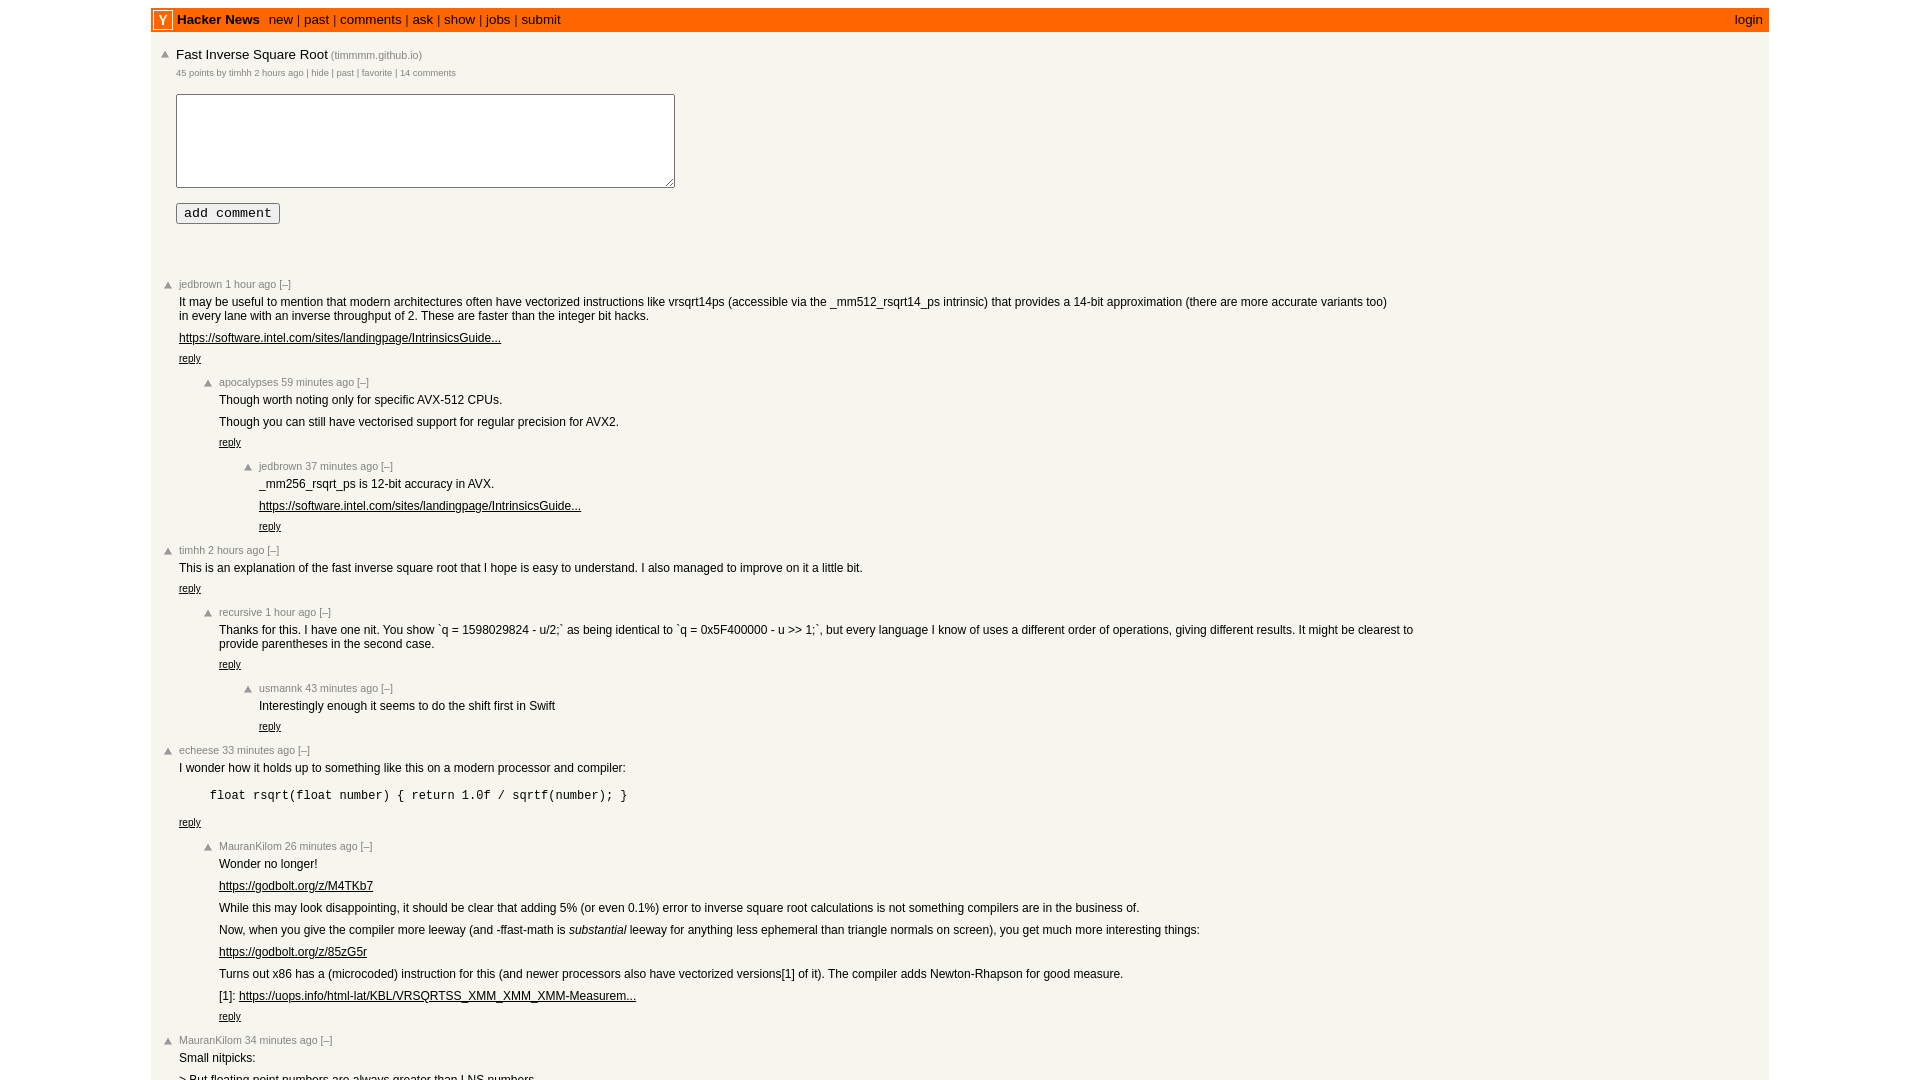 Y Hacker News new | past | comments | ask | show | jobs | submit login
Fast Inverse Square Root (timmmm.github.io)
45 points by timhh 2 hours ago | hide | past | favorite | 14 comments
add comment
jedbrown 1 hour ago [–]
It may be useful to mention that modern architectures often have vectorized instructions like vrsqrt14ps (accessible via the _mm512_rsqrt14_ps intrinsic) that provides a 14-bit approximation (there are more accurate variants too)
in every lane with an inverse throughput of 2. These are faster than the integer bit hacks.
https://software.intel.com/sites/landingpage/IntrinsicsGuide...
reply
apocalypses 59 minutes ago [–]
Though worth noting only for specific AVX-512 CPUs.
Though you can still have vectorised support for regular precision for AVX2.
reply
jedbrown 37 minutes ago [–]
_mm256_rsqrt_ps is 12-bit accuracy in AVX.
https://software.intel.com/sites/landingpage/IntrinsicsGuide...
reply
timhh 2 hours ago [–]
This is an explanation of the fast inverse square root that I hope is easy to understand. I also managed to improve on it a little bit.
reply
recursive 1 hour ago [–]
Thanks for this. I have one nit. You show `q = 1598029824 - u/2;` as being identical to `q = 0x5F400000 - u >> 1;`, but every language I know of uses a different order of operations, giving different results. It might be clearest to
provide parentheses in the second case.
reply
usmannk 43 minutes ago [–]
Interestingly enough it seems to do the shift first in Swift
reply
echeese 33 minutes ago [–]
I wonder how it holds up to something like this on a modern processor and compiler:
float rsqrt(float number) { return 1.0f / sqrtf(number); }
reply
MauranKilom 26 minutes ago [–]
Wonder no longer!
https://godbolt.org/z/M4TKb7
While this may look disappointing, it should be clear that adding 5% (or even 0.1%) error to inverse square root calculations is not something compilers are in the business of.
Now, when you give the compiler more leeway (and -ffast-math is substantial leeway for anything less ephemeral than triangle normals on screen), you get much more interesting things:
https://godbolt.org/z/85zG5r
Turns out x86 has a (microcoded) instruction for this (and newer processors also have vectorized versions[1] of it). The compiler adds Newton-Rhapson for good measure.
[1]: https://uops.info/html-lat/KBL/VRSQRTSS_XMM_XMM_XMM-Measurem...
reply
MauranKilom 34 minutes ago [–]
Small nitpicks:
> But floating point numbers are always greater than LNS numbers